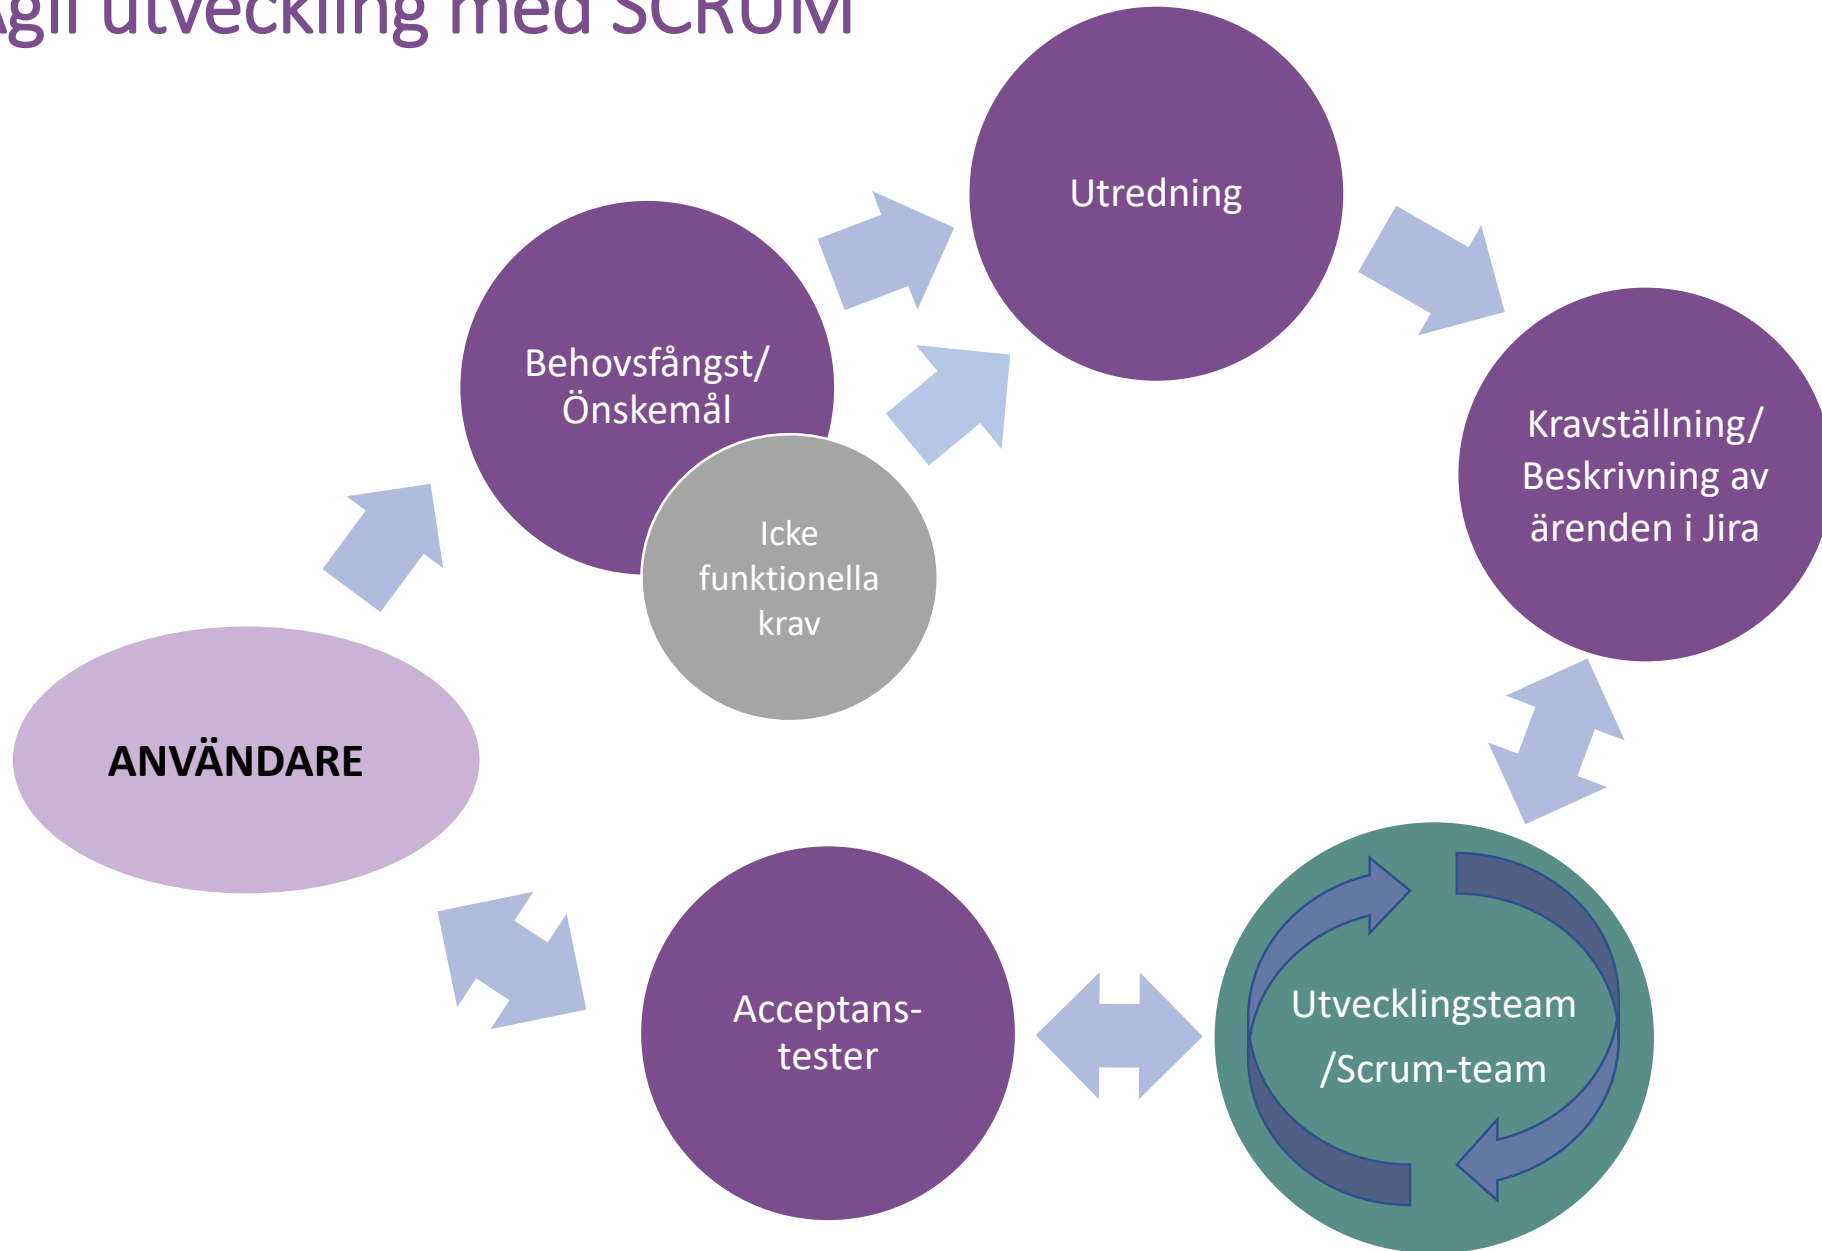 Agil utveckling med SCRUM
Utredning
Behovsfångst/
Önskemål
Kravställning/
Beskrivning av
ärenden i Jira
Icke
funktionella
krav
ANVÄNDARE
Acceptans-
tester
Utvecklingsteam
/Scrum-team